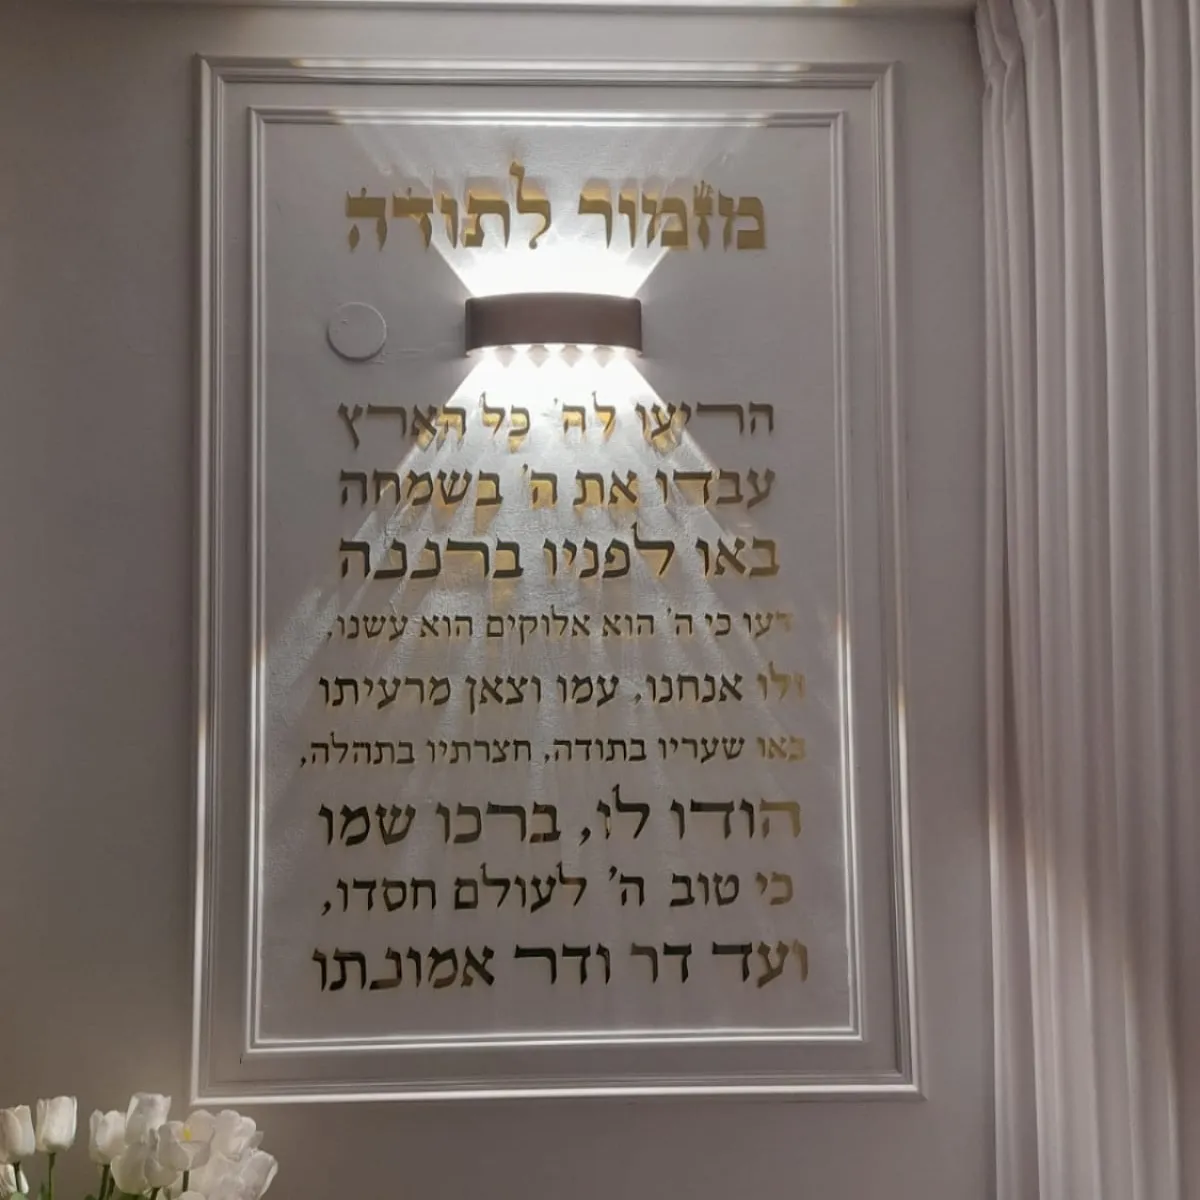 מזמור לתודה
הריעו לה' כל הארץ
עבדו את ה' בשמחה
באו לפניו ברננה
דעו כי ה' הוא אלוקים הוא עשנו,
ולו אנחנו, עמו וצאן מרעיתו
באו שעריו בתודה, חצרתיו בתהלה,
הודו לו, ברכו שמו
כי טוב ה' לעולם חסדו,
ועד דר ודר אמונתו